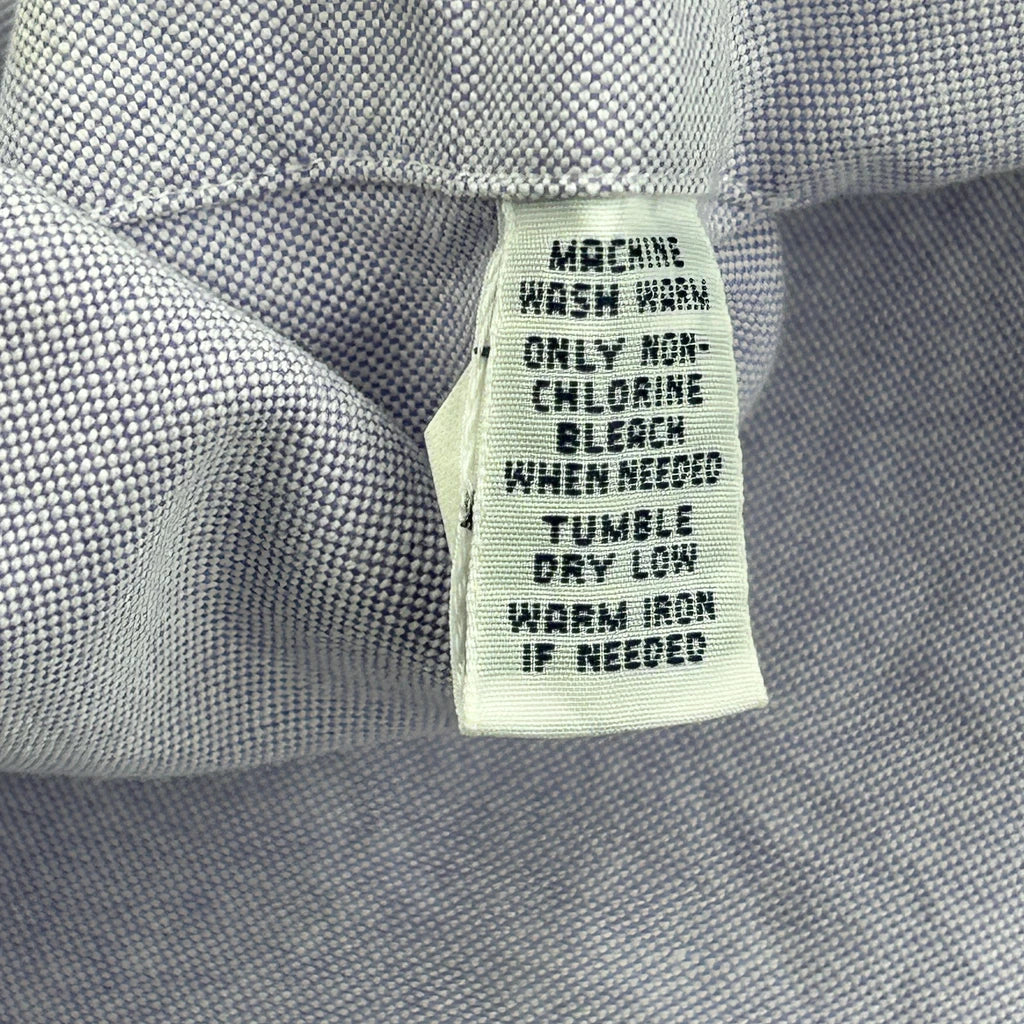 MACHINE
WASH WARM
ONLY NON-
CHLORINE
BLEACH
WHEN NEEDED
TUMBLE
DRY LOW
WARM IRON
IF NEEDED